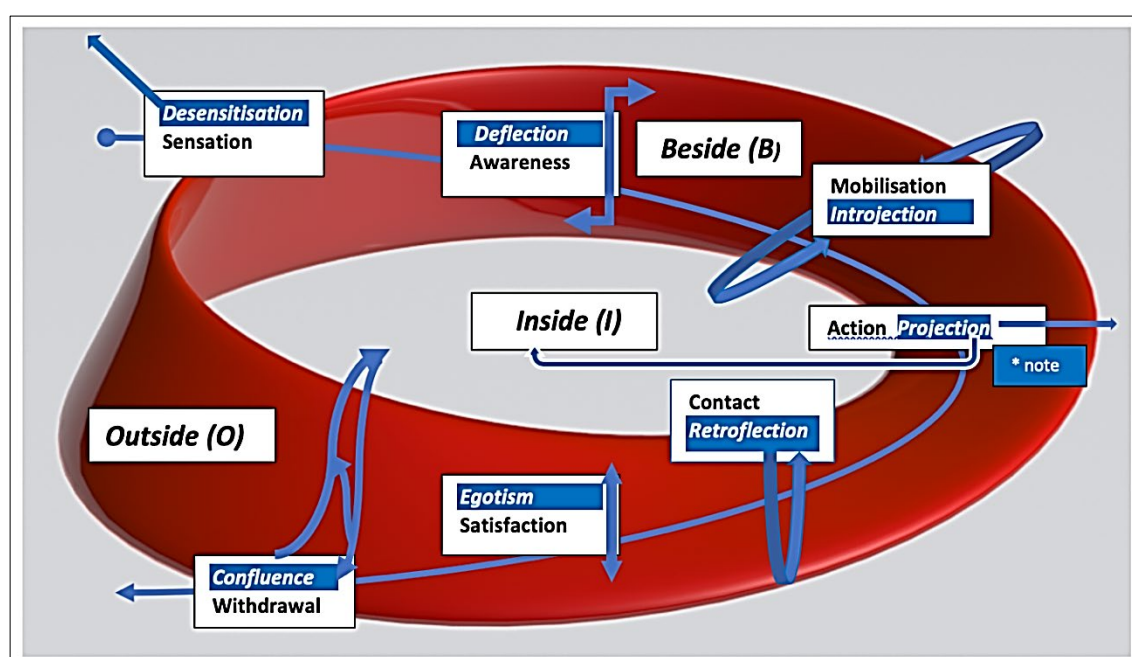 Desensitisation
Sensation
Deflection
Awareness
Beside (B)
Mobilisation
Introjection
Inside (I)
Action Projection
* note
Contact
Retroflection
Outside (O)
Egotism
Satisfaction
Confluence
Withdrawal